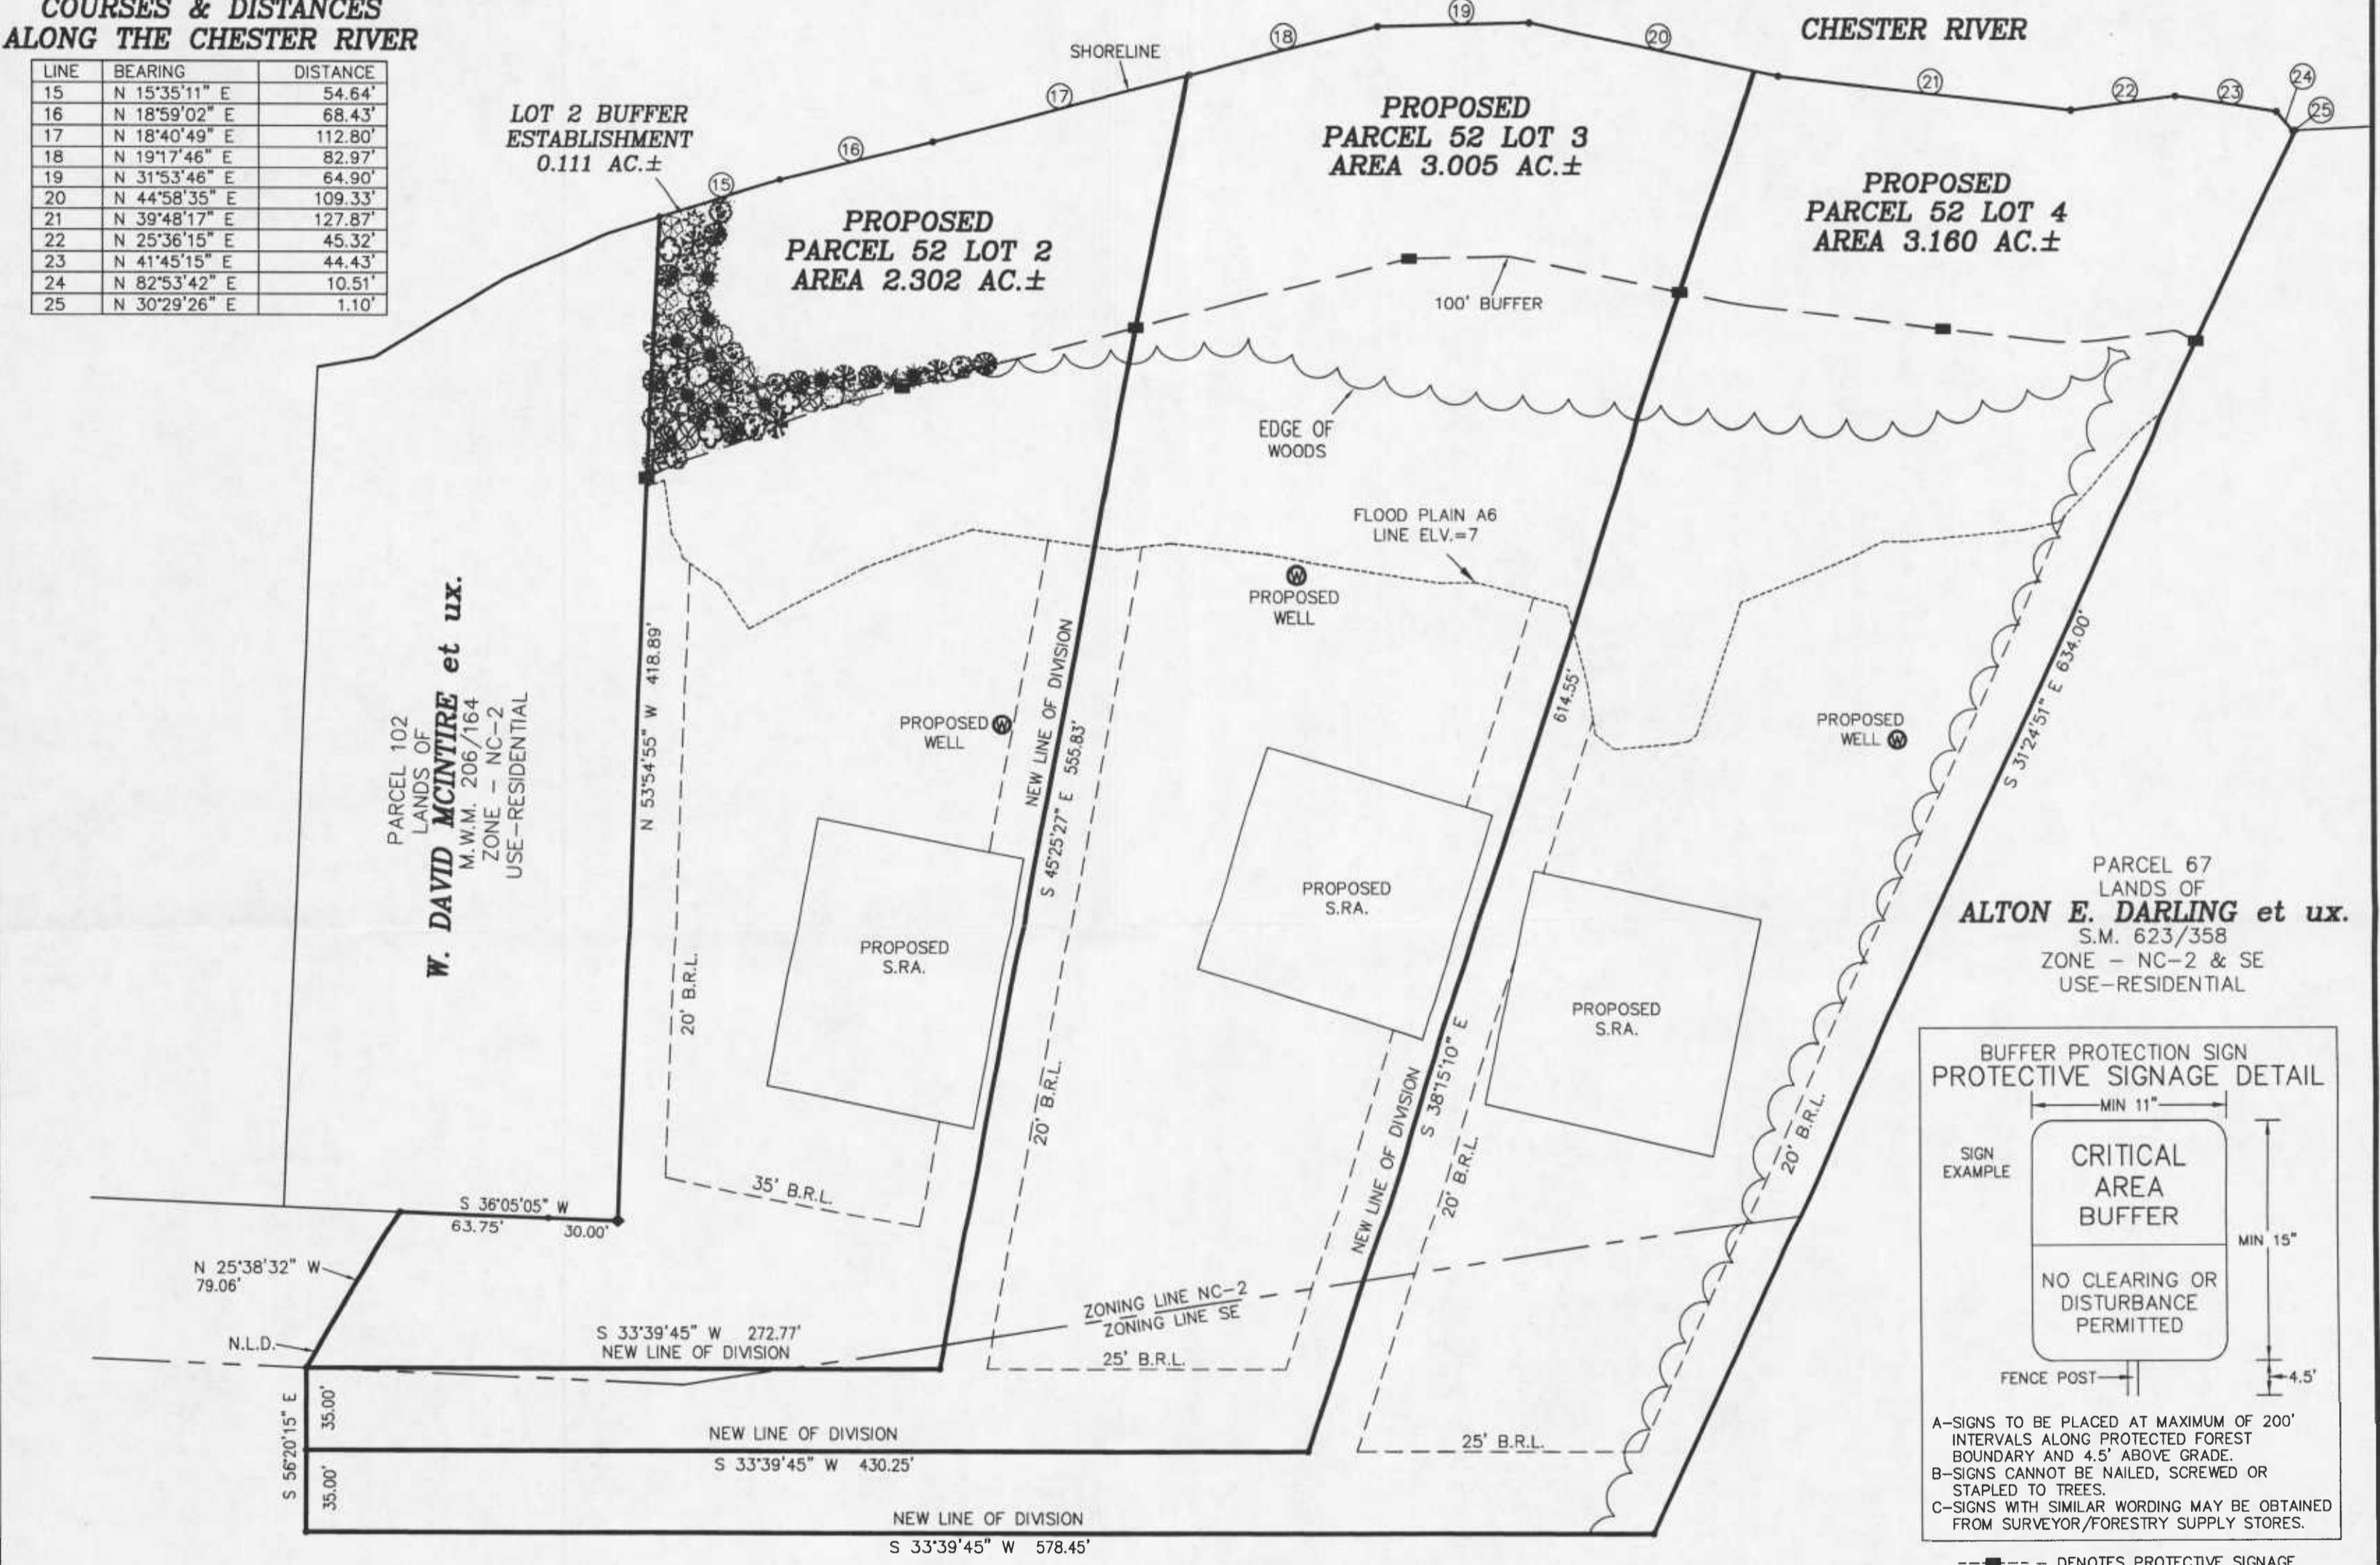 COURSES & DISTANCES
ALONG THE CHESTER RIVER
LINE BEARING DISTANCE
15 N 15°35'11" E 54.64'
16 N 18°59'02" E 68.43'
17 N 18°40'49" E 112.80'
18 N 19°17'46" E 82.97'
19 N 31°53'46" E 64.90'
20 N 44°58'35" E 109.33'
21 N 39°48'17" E 127.87'
22 N 25°36'15" E 45.32'
23 N 41°45'15" E 44.43'
24 N 82°53'42" E 10.51'
25 N 30°29'26" E 1.10'
CHESTER RIVER
SHORELINE
15
16
17
18
19
20
21
22
23
24
25
LOT 2 BUFFER
ESTABLISHMENT
0.111 AC.±
PROPOSED
PARCEL 52 LOT 2
AREA 2.302 AC.±
PROPOSED
PARCEL 52 LOT 3
AREA 3.005 AC.±
PROPOSED
PARCEL 52 LOT 4
AREA 3.160 AC.±
100' BUFFER
EDGE OF
WOODS
FLOOD PLAIN A6
LINE ELV.=7
PROPOSED
WELL
W
PROPOSED W
WELL
PROPOSED
WELL W
PARCEL 102
LANDS OF
W. DAVID MCINTIRE et ux.
M.W.M. 206/164
ZONE - NC-2
USE-RESIDENTIAL
N 53°54'55" W 418.89'
20' B.R.L.
NEW LINE OF DIVISION
S 45°25'27" E 555.83'
20' B.R.L.
614.55'
NEW LINE OF DIVISION
S 38°15'10" E
20' B.R.L.
S 31°24'51" E 634.00'
20' B.R.L.
PROPOSED
S.RA.
PROPOSED
S.RA.
PROPOSED
S.RA.
35' B.R.L.
25' B.R.L.
25' B.R.L.
S 36°05'05" W
63.75' 30.00'
N 25°38'32" W
79.06'
N.L.D.
S 33°39'45" W 272.77'
NEW LINE OF DIVISION
ZONING LINE NC-2
ZONING LINE SE
S 56°20'15" E
35.00'
35.00'
NEW LINE OF DIVISION
S 33°39'45" W 430.25'
NEW LINE OF DIVISION
S 33°39'45" W 578.45'
PARCEL 67
LANDS OF
ALTON E. DARLING et ux.
S.M. 623/358
ZONE - NC-2 & SE
USE-RESIDENTIAL
BUFFER PROTECTION SIGN
PROTECTIVE SIGNAGE DETAIL
MIN 11"
SIGN
EXAMPLE
CRITICAL
AREA
BUFFER
MIN 15"
NO CLEARING OR
DISTURBANCE
PERMITTED
FENCE POST
4.5'
A-SIGNS TO BE PLACED AT MAXIMUM OF 200'
INTERVALS ALONG PROTECTED FOREST
BOUNDARY AND 4.5' ABOVE GRADE.
B-SIGNS CANNOT BE NAILED, SCREWED OR
STAPLED TO TREES.
C-SIGNS WITH SIMILAR WORDING MAY BE OBTAINED
FROM SURVEYOR/FORESTRY SUPPLY STORES.
- DENOTES PROTECTIVE SIGNAGE